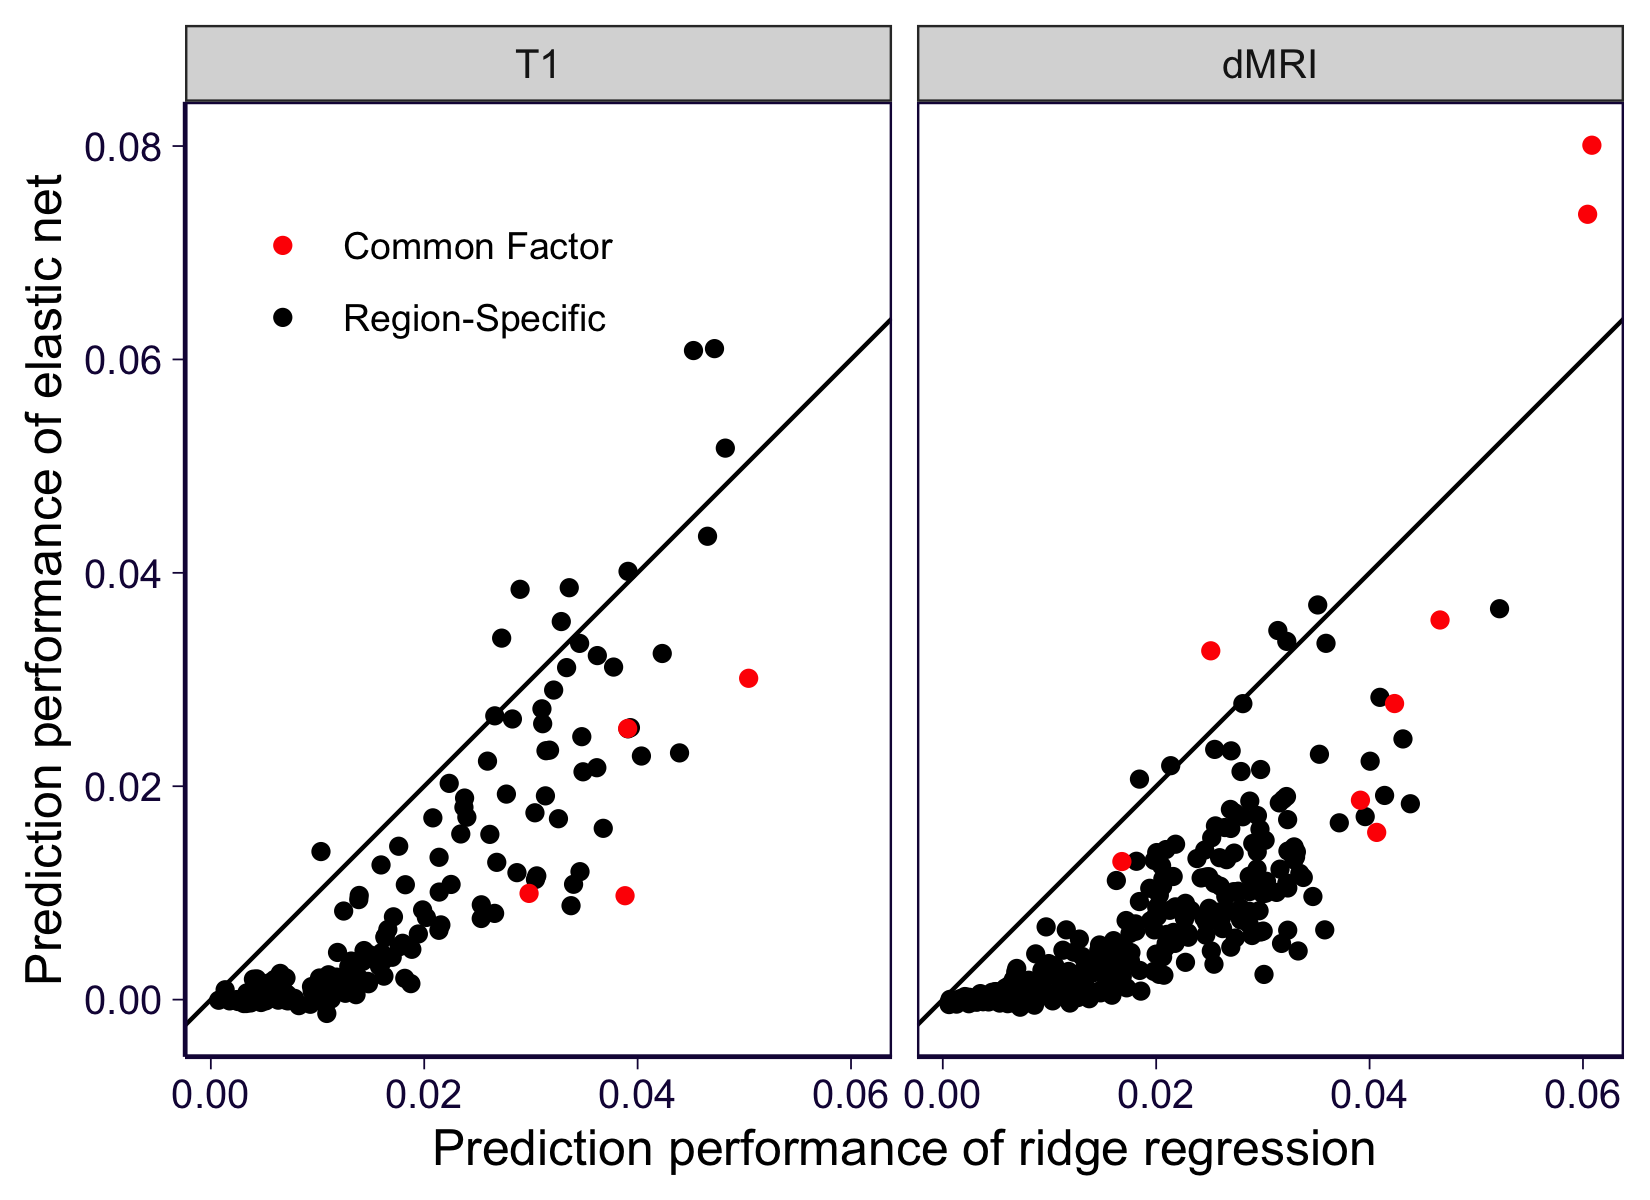 T1
dMRI
Prediction performance of elastic net
0.08
0.06
0.04
0.02
0.00
Common Factor
Region-Specific
0.00 0.02 0.04 0.06 0.00 0.02 0.04 0.06
Prediction performance of ridge regression